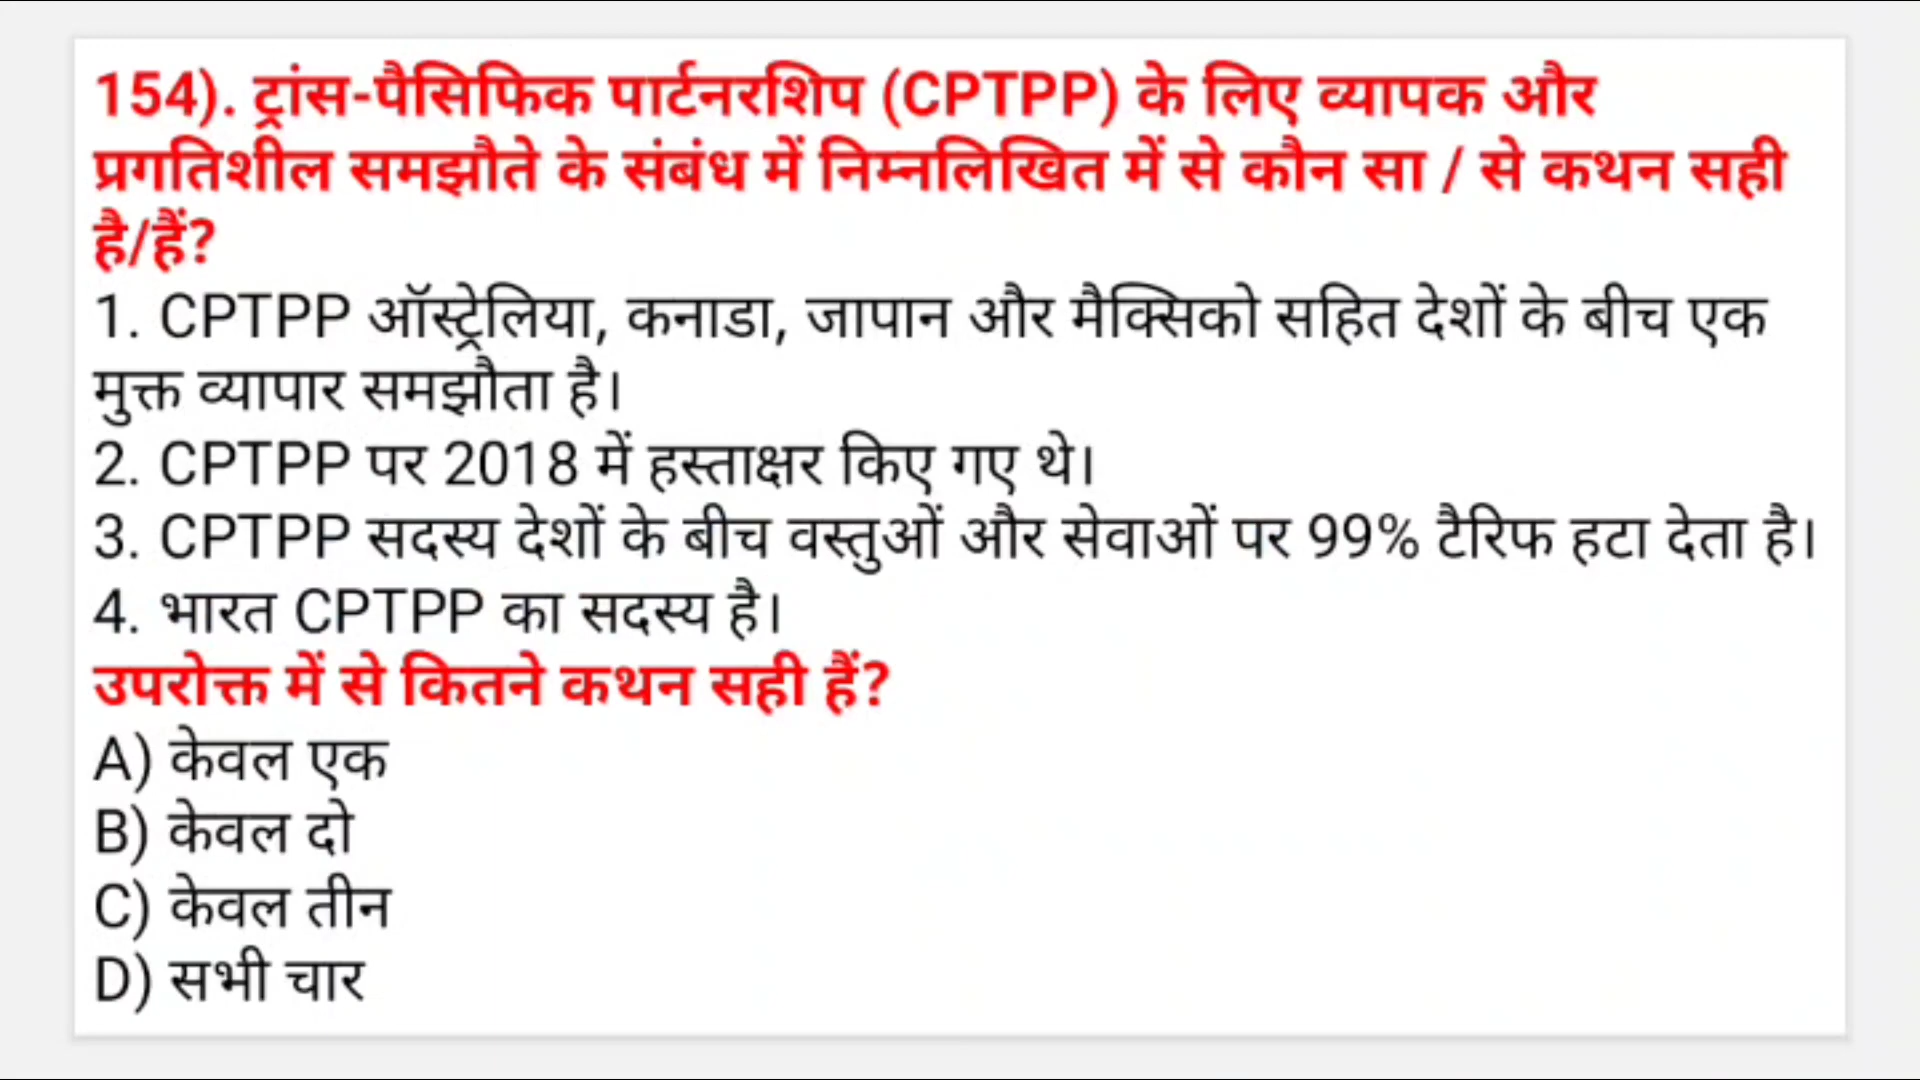 154). ट्रांस-पैसिफिक पार्टनरशिप (CPTPP) के लिए व्यापक और
प्रगतिशील समझौते के संबंध में निम्नलिखित में से कौन सा / से कथन सही
है/हैं?
1. CPTPP ऑस्ट्रेलिया, कनाडा, जापान और मैक्सिको सहित देशों के बीच एक
मुक्त व्यापार समझौता है।
2. CPTPP पर 2018 में हस्ताक्षर किए गए थे।
3. CPTPP सदस्य देशों के बीच वस्तुओं और सेवाओं पर 99% टैरिफ हटा देता है।
4. भारत CPTPP का सदस्य है।
उपरोक्त में से कितने कथन सही हैं?
A) केवल एक
B) केवल दो
C) केवल तीन
D) सभी चार